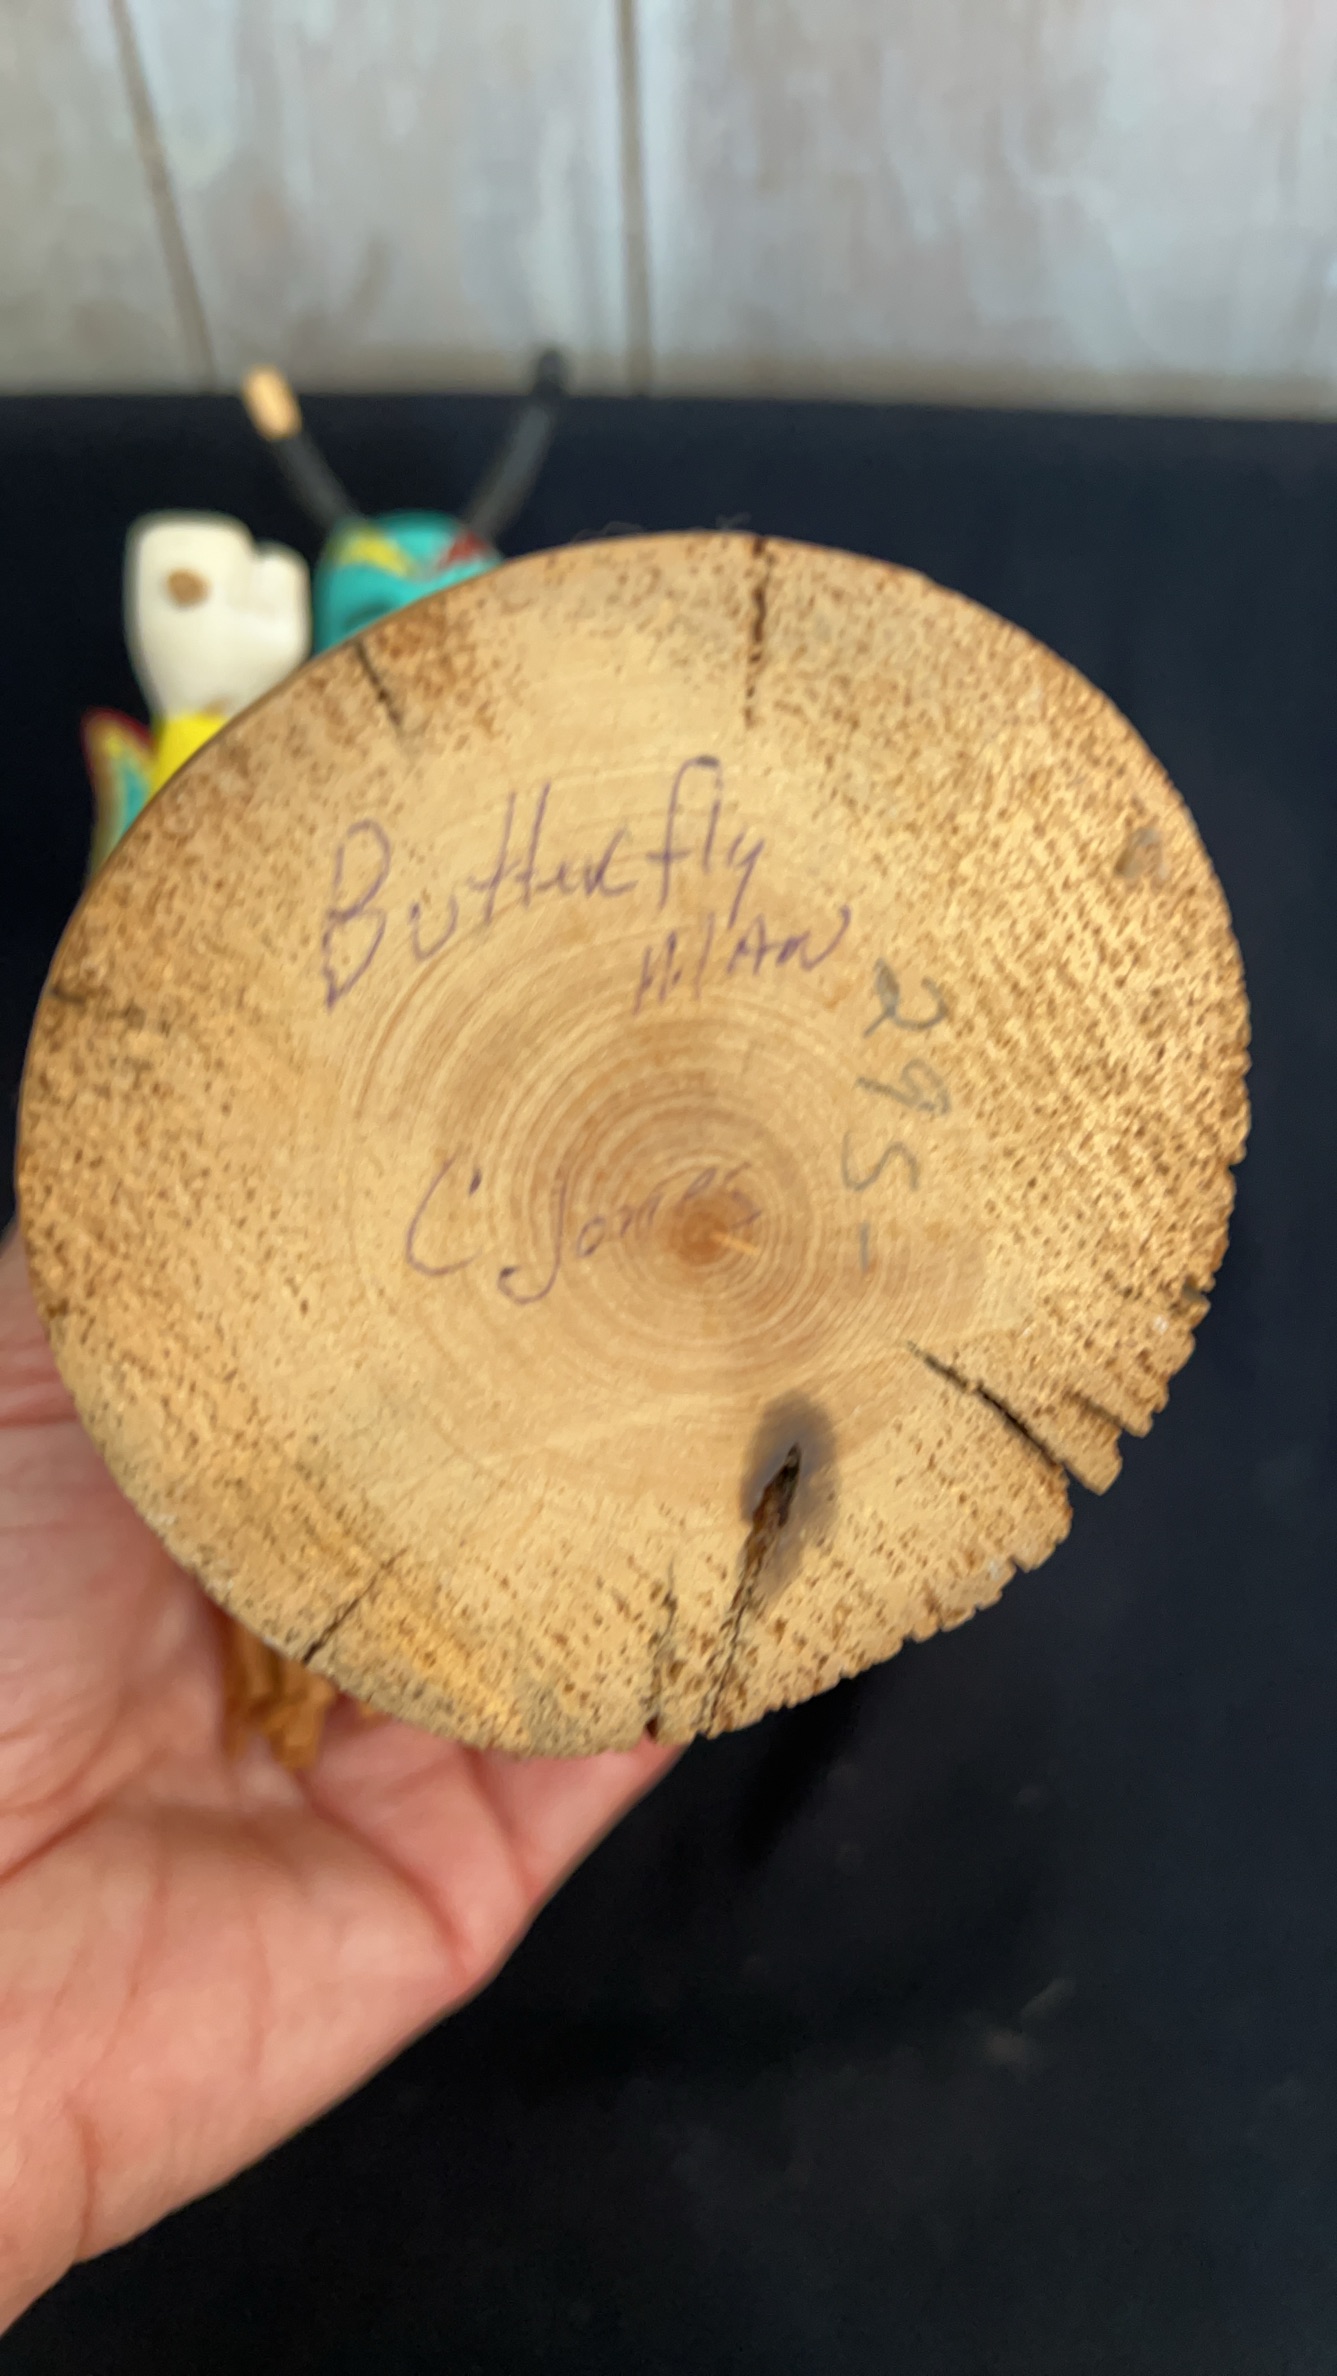 Butterfly
MAN
C. Jones
295-